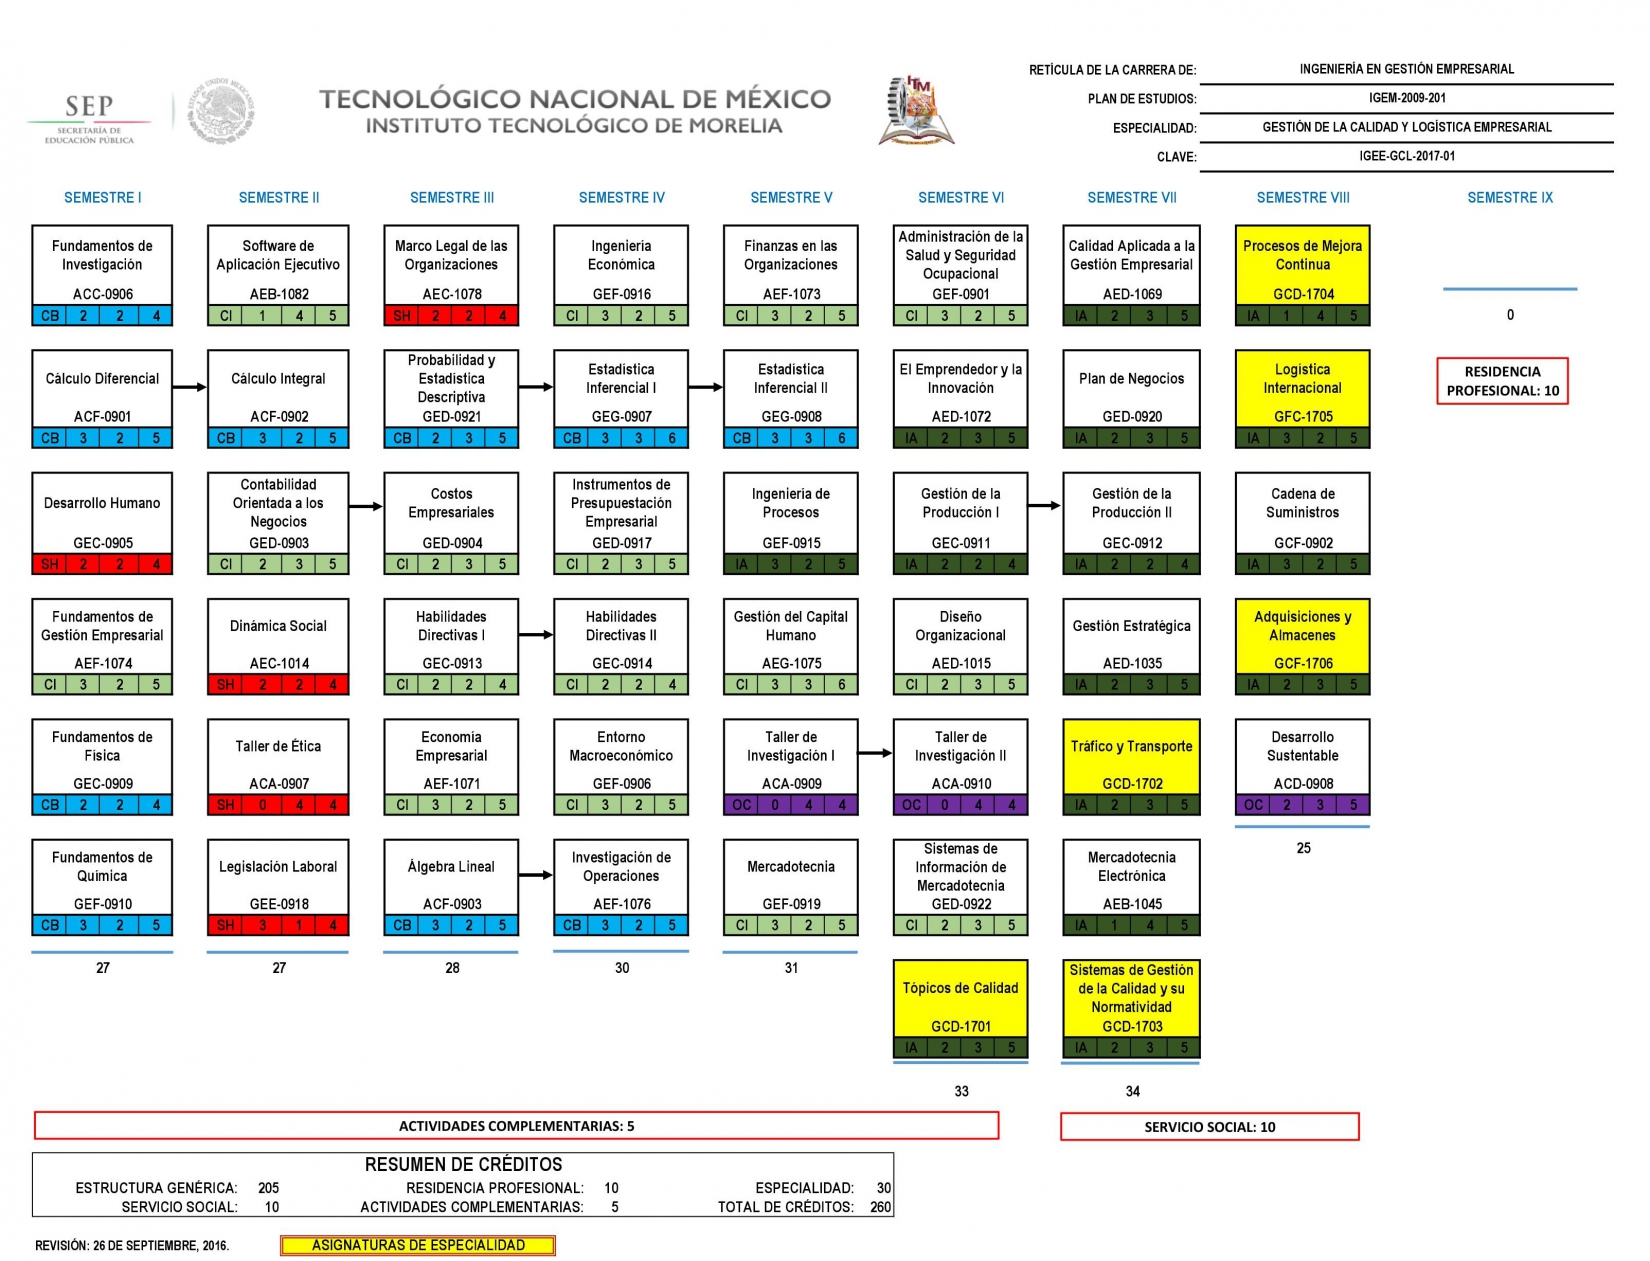 SEP
SECRETARÍA DE
EDUCACIÓN PÚBLICA
ESTADOS UNIDOS MEXICANOS
TECNOLÓGICO NACIONAL DE MÉXICO
INSTITUTO TECNOLÓGICO DE MORELIA
ITM
RETÍCULA DE LA CARRERA DE: INGENIERÍA EN GESTIÓN EMPRESARIAL
PLAN DE ESTUDIOS: IGEM-2009-201
ESPECIALIDAD: GESTIÓN DE LA CALIDAD Y LOGÍSTICA EMPRESARIAL
CLAVE: IGEE-GCL-2017-01
SEMESTRE I
Fundamentos de
Investigación
ACC-0906
CB 2 2 4
Cálculo Diferencial
ACF-0901
CB 3 2 5
Desarrollo Humano
GEC-0905
SH 2 2 4
Fundamentos de
Gestión Empresarial
AEF-1074
CI 3 2 5
Fundamentos de
Física
GEC-0909
CB 2 2 4
Fundamentos de
Química
GEF-0910
CB 3 2 5
27
SEMESTRE II
Software de
Aplicación Ejecutivo
AEB-1082
CI 1 4 5
Cálculo Integral
ACF-0902
CB 3 2 5
Contabilidad
Orientada a los
Negocios
GED-0903
CI 2 3 5
Dinámica Social
AEC-1014
SH 2 2 4
Taller de Ética
ACA-0907
SH 0 4 4
Legislación Laboral
GEE-0918
SH 3 1 4
27
SEMESTRE III
Marco Legal de las
Organizaciones
AEC-1078
SH 2 2 4
Probabilidad y
Estadística
Descriptiva
GED-0921
CB 2 3 5
Costos
Empresariales
GED-0904
CI 2 3 5
Habilidades
Directivas I
GEC-0913
CI 2 2 4
Economía
Empresarial
AEF-1071
CI 3 2 5
Álgebra Lineal
ACF-0903
CB 3 2 5
28
SEMESTRE IV
Ingeniería
Económica
GEF-0916
CI 3 2 5
Estadística
Inferencial I
GEG-0907
CB 3 3 6
Instrumentos de
Presupuestación
Empresarial
GED-0917
CI 2 3 5
Habilidades
Directivas II
GEC-0914
CI 2 2 4
Entorno
Macroeconómico
GEF-0906
CI 3 2 5
Investigación de
Operaciones
AEF-1076
CB 3 2 5
30
SEMESTRE V
Finanzas en las
Organizaciones
AEF-1073
CI 3 2 5
Estadística
Inferencial II
GEG-0908
CB 3 3 6
Ingeniería de
Procesos
GEF-0915
IA 3 2 5
Gestión del Capital
Humano
AEG-1075
CI 3 3 6
Taller de
Investigación I
ACA-0909
OC 0 4 4
Mercadotecnia
GEF-0919
CI 3 2 5
31
SEMESTRE VI
Administración de la
Salud y Seguridad
Ocupacional
GEF-0901
CI 3 2 5
El Emprendedor y la
Innovación
AED-1072
IA 2 3 5
Gestión de la
Producción I
GEC-0911
IA 2 2 4
Diseño
Organizacional
AED-1015
CI 2 3 5
Taller de
Investigación II
ACA-0910
OC 0 4 4
Sistemas de
Información de
Mercadotecnia
GED-0922
CI 2 3 5
Tópicos de Calidad
GCD-1701
IA 2 3 5
33
SEMESTRE VII
Calidad Aplicada a la
Gestión Empresarial
AED-1069
IA 2 3 5
Plan de Negocios
GED-0920
IA 2 3 5
Gestión de la
Producción II
GEC-0912
IA 2 2 4
Gestión Estratégica
AED-1035
IA 2 3 5
Tráfico y Transporte
GCD-1702
IA 2 3 5
Mercadotecnia
Electrónica
AEB-1045
IA 1 4 5
Sistemas de Gestión
de la Calidad y su
Normatividad
GCD-1703
IA 2 3 5
34
SEMESTRE VIII
Procesos de Mejora
Continua
GCD-1704
IA 1 4 5
Logística
Internacional
GFC-1705
IA 3 2 5
Cadena de
Suministros
GCF-0902
IA 3 2 5
Adquisiciones y
Almacenes
GCF-1706
IA 2 3 5
Desarrollo
Sustentable
ACD-0908
OC 2 3 5
25
SEMESTRE IX
0
RESIDENCIA
PROFESIONAL: 10
ACTIVIDADES COMPLEMENTARIAS: 5
SERVICIO SOCIAL: 10
RESUMEN DE CRÉDITOS
ESTRUCTURA GENÉRICA: 205 RESIDENCIA PROFESIONAL: 10 ESPECIALIDAD: 30
SERVICIO SOCIAL: 10 ACTIVIDADES COMPLEMENTARIAS: 5 TOTAL DE CRÉDITOS: 260
REVISIÓN: 26 DE SEPTIEMBRE, 2016.
ASIGNATURAS DE ESPECIALIDAD